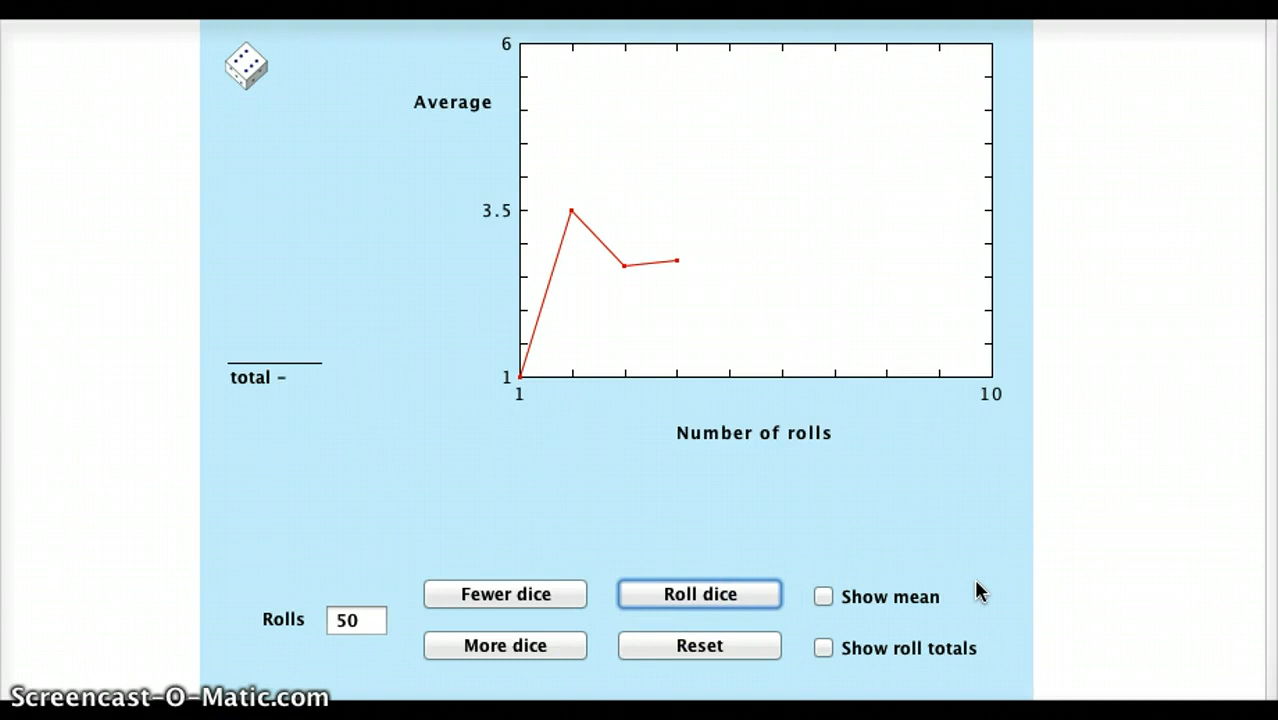 6
Average
3.5
total –
1
1
10
Number of rolls
Fewer dice
Roll dice
Show mean
Rolls
50
More dice
Reset
Show roll totals
Screencast-O-Matic.com